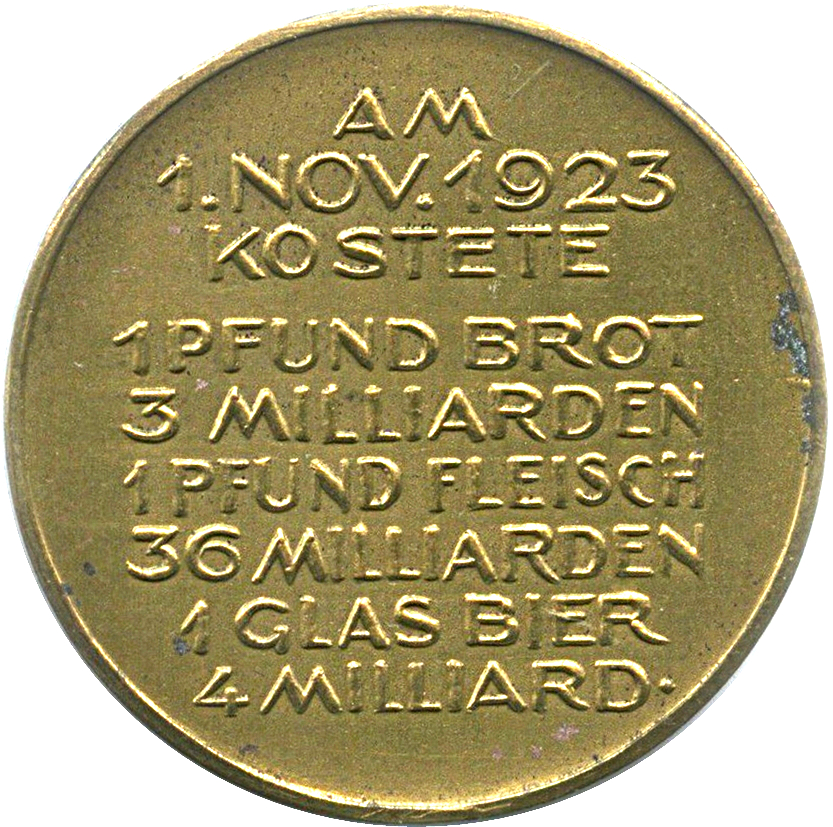 AM
1. NOV. 1923
KOSTETE
1 PFUND BROT
3 MILLIARDEN
1 PFUND FLEISCH
36 MILLIARDEN
1 GLAS BIER
4 MILLIARD.